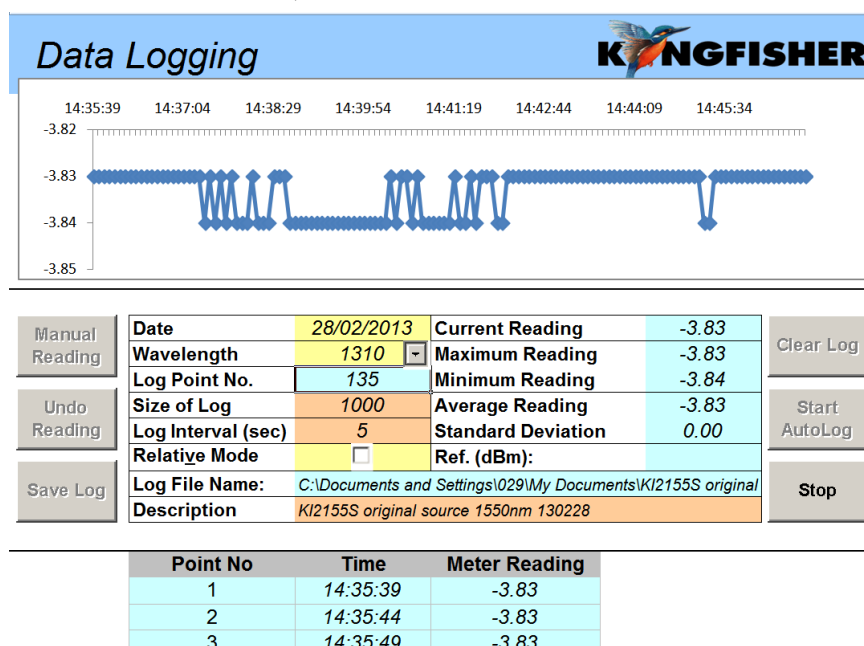 Data Logging
KINGFISHER
14:35:39 14:37:04 14:38:29 14:39:54 14:41:19 14:42:44 14:44:09 14:45:34
-3.82
-3.83
-3.84
-3.85
Manual Reading
Undo Reading
Save Log
Date 28/02/2013 Current Reading -3.83
Wavelength 1310 Maximum Reading -3.83
Log Point No. 135 Minimum Reading -3.84
Size of Log 1000 Average Reading -3.83
Log Interval (sec) 5 Standard Deviation 0.00
Relative Mode Ref. (dBm):
Log File Name: C:\Documents and Settings\029\My Documents\KI2155S original
Description KI2155S original source 1550nm 130228
Clear Log
Start AutoLog
Stop
Point No Time Meter Reading
1 14:35:39 -3.83
2 14:35:44 -3.83
3 14:35:49 -3.83